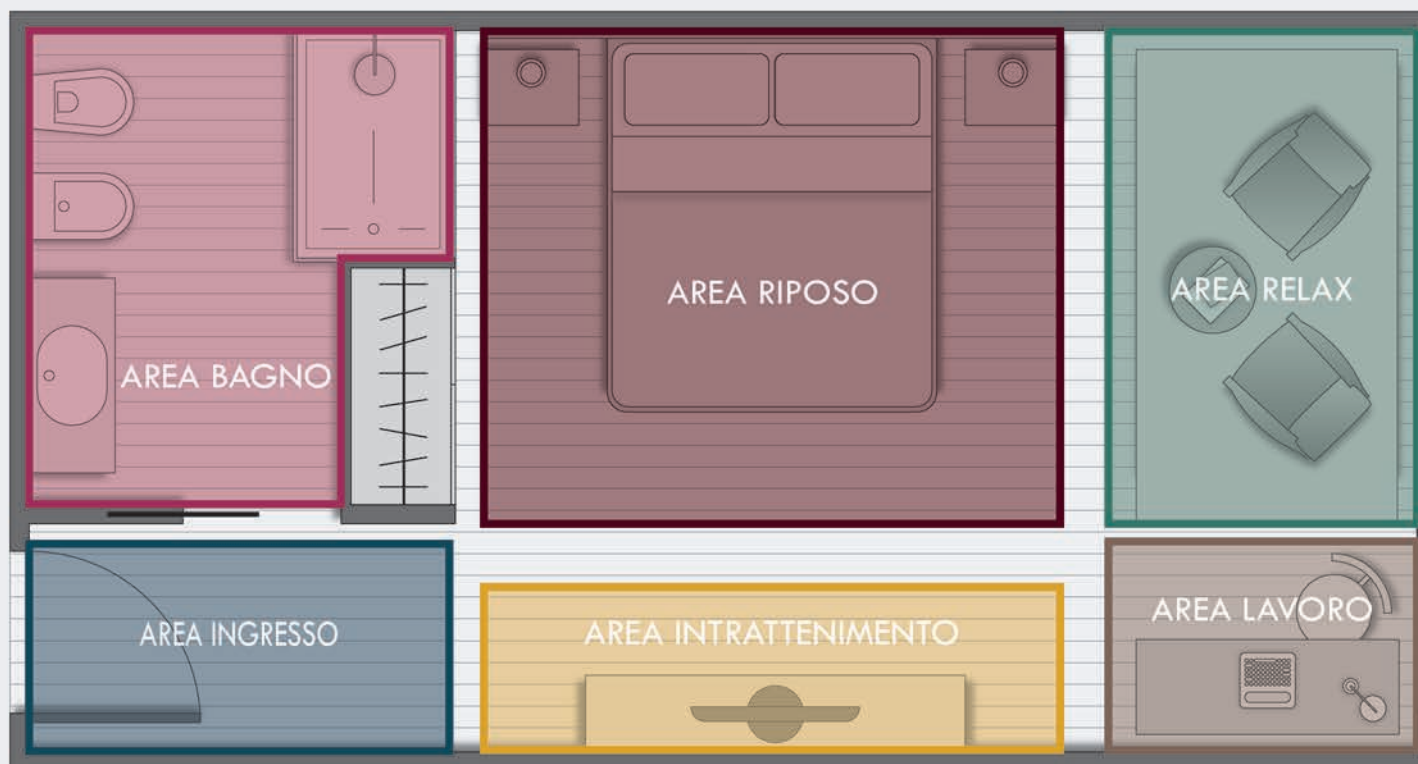 AREA RIPOSO
AREA RELAX
AREA BAGNO
AREA INGRESSO
AREA INTRATTENIMENTO
AREA LAVORO